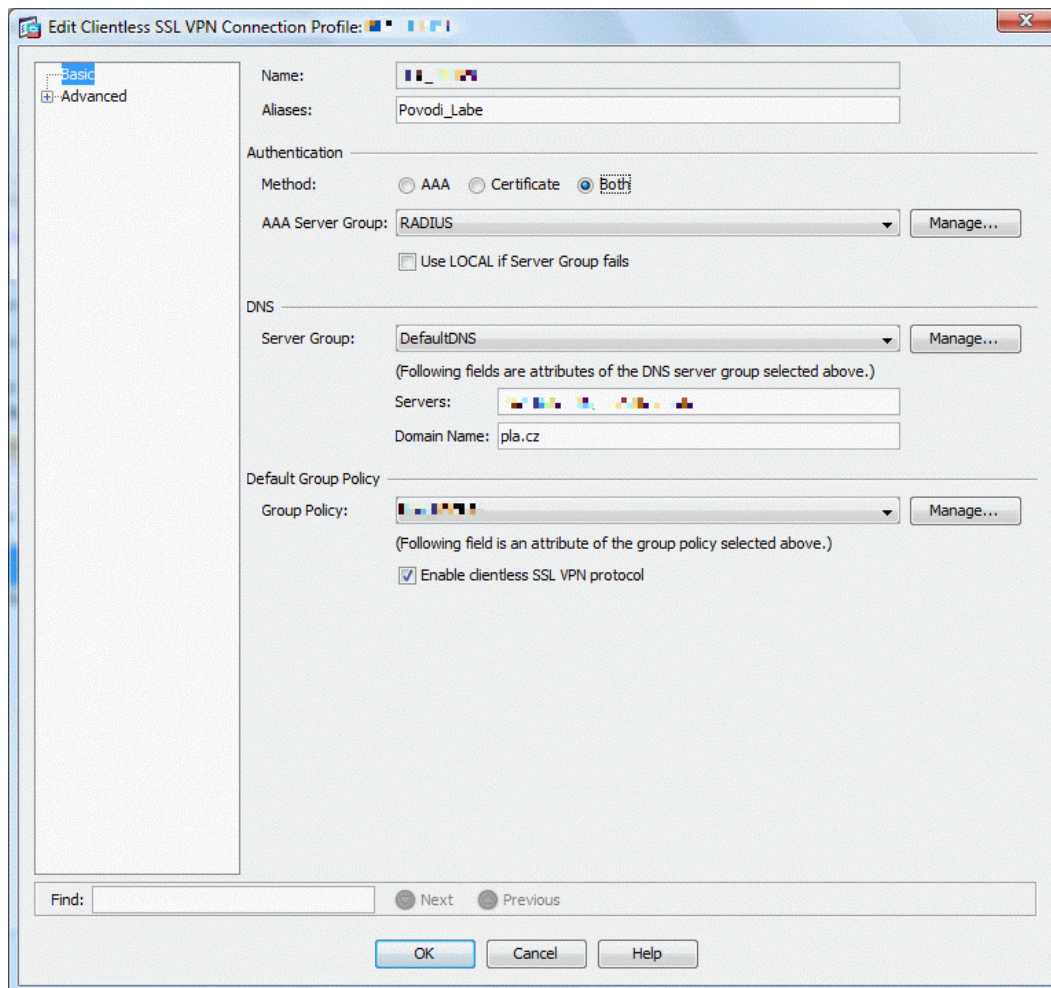 Edit Clientless SSL VPN Connection Profile:
Basic
Advanced
Name:
Aliases: Povodi_Labe
Authentication
Method: AAA Certificate Both
AAA Server Group: RADIUS Manage...
Use LOCAL if Server Group fails
DNS
Server Group: DefaultDNS Manage...
(Following fields are attributes of the DNS server group selected above.)
Servers:
Domain Name: pla.cz
Default Group Policy
Group Policy: Manage...
(Following field is an attribute of the group policy selected above.)
Enable clientless SSL VPN protocol
Find: Next Previous
OK Cancel Help